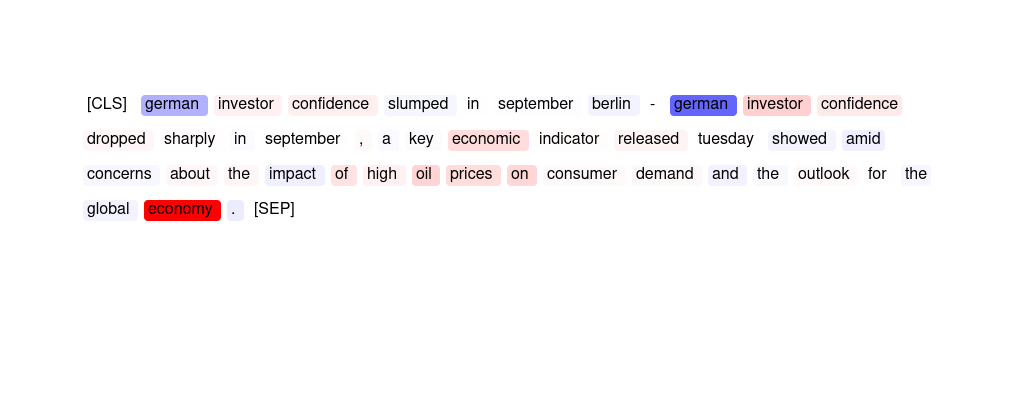 [CLS] german investor confidence slumped in september berlin - german investor confidence
dropped sharply in september , a key economic indicator released tuesday showed amid
concerns about the impact of high oil prices on consumer demand and the outlook for the
global economy . [SEP]